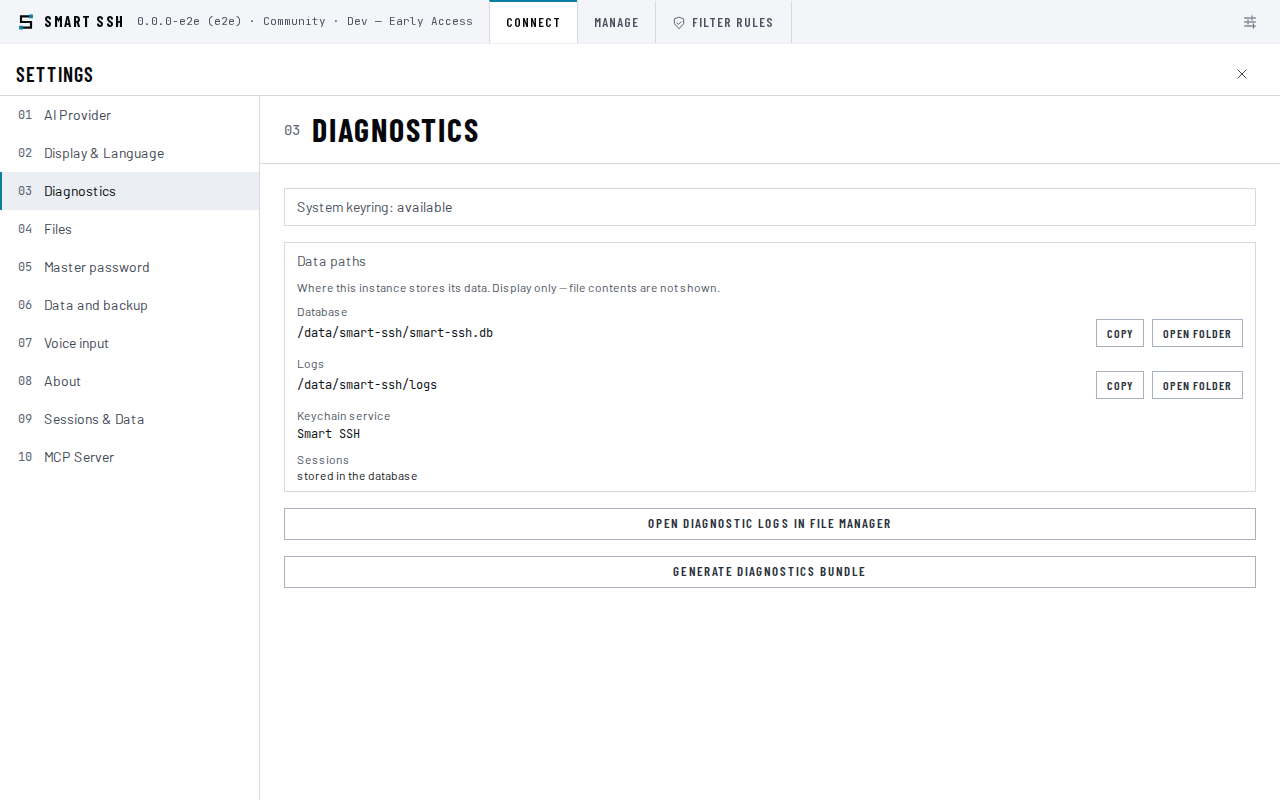 SMART SSH 0.0.0-e2e (e2e) · Community · Dev — Early Access CONNECT MANAGE FILTER RULES
SETTINGS
01 AI Provider
02 Display & Language
03 Diagnostics
04 Files
05 Master password
06 Data and backup
07 Voice input
08 About
09 Sessions & Data
10 MCP Server
03 DIAGNOSTICS
System keyring: available
Data paths
Where this instance stores its data. Display only — file contents are not shown.
Database
/data/smart-ssh/smart-ssh.db COPY OPEN FOLDER
Logs
/data/smart-ssh/logs COPY OPEN FOLDER
Keychain service
Smart SSH
Sessions
stored in the database
OPEN DIAGNOSTIC LOGS IN FILE MANAGER
GENERATE DIAGNOSTICS BUNDLE